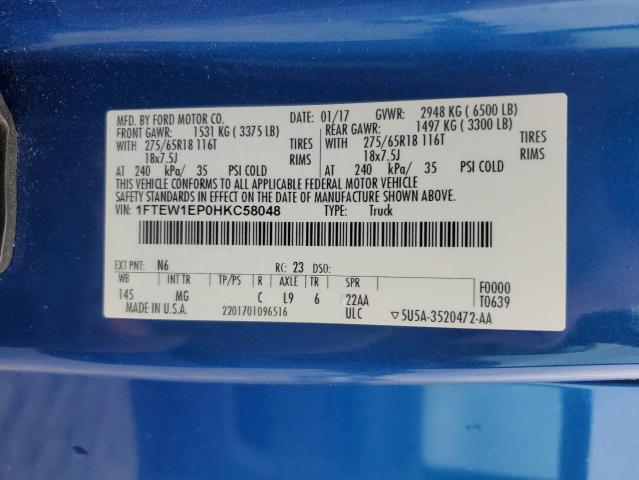 MFD. BY FORD MOTOR CO. 01/17 GVWR: 2948 KG ( 6500 LB)
FRONT GAWR: 1531 KG ( 3375 LB) REAR GAWR: 1497 KG ( 3300 LB)
WITH 275/65R18 116T TIRES WITH 275/65R18 116T TIRES
18x7.5J RIMS 18x7.5J RIMS
AT 240 kPa/ 35 PSI COLD AT 240 kPa/ 35 PSI COLD
THIS VEHICLE CONFORMS TO ALL APPLICABLE FEDERAL MOTOR VEHICLE
SAFETY STANDARDS IN EFFECT ON THE DATE OF MANUFACTURE SHOWN ABOVE.
VIN: 1FTEW1EP0HKC58048 TYPE: Truck
EXT PNT: N6 RC: 23 DSO:
WB INT TR TP/PS R AXLE TR SPR F0000
145 MG C L9 6 22AA T0639
MADE IN U.S.A. 2201701096516 ULC ▽5U5A-3520472-AA